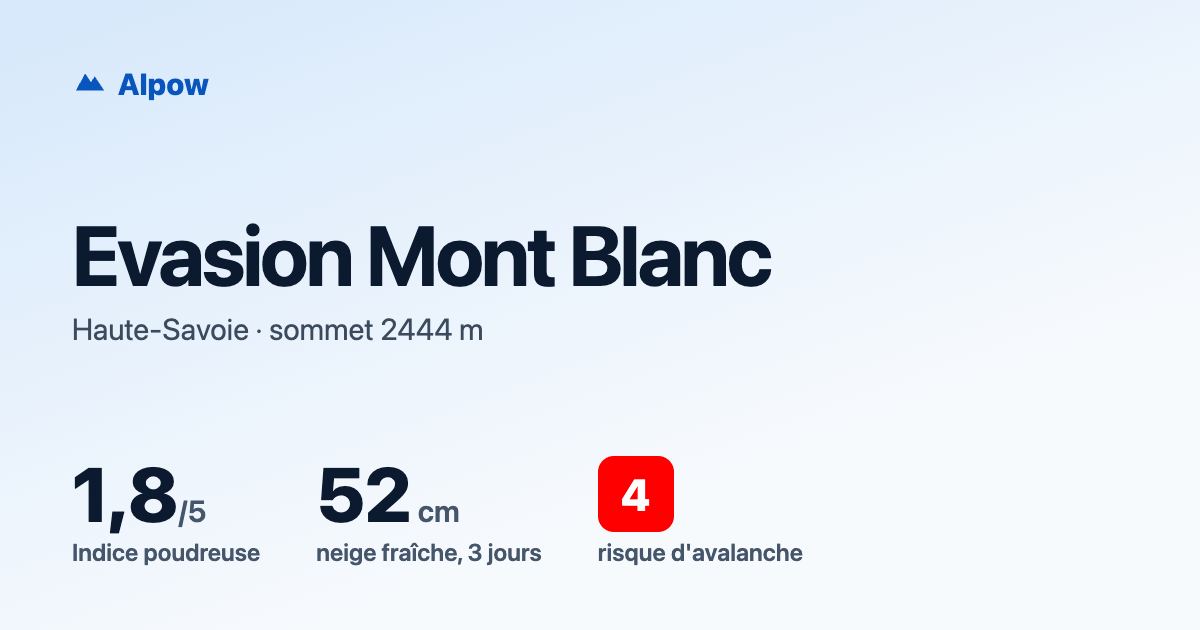 Alpow
Evasion Mont Blanc
Haute-Savoie · sommet 2444 m
1,8/5
Indice poudreuse
52 cm
neige fraîche, 3 jours
4
risque d'avalanche